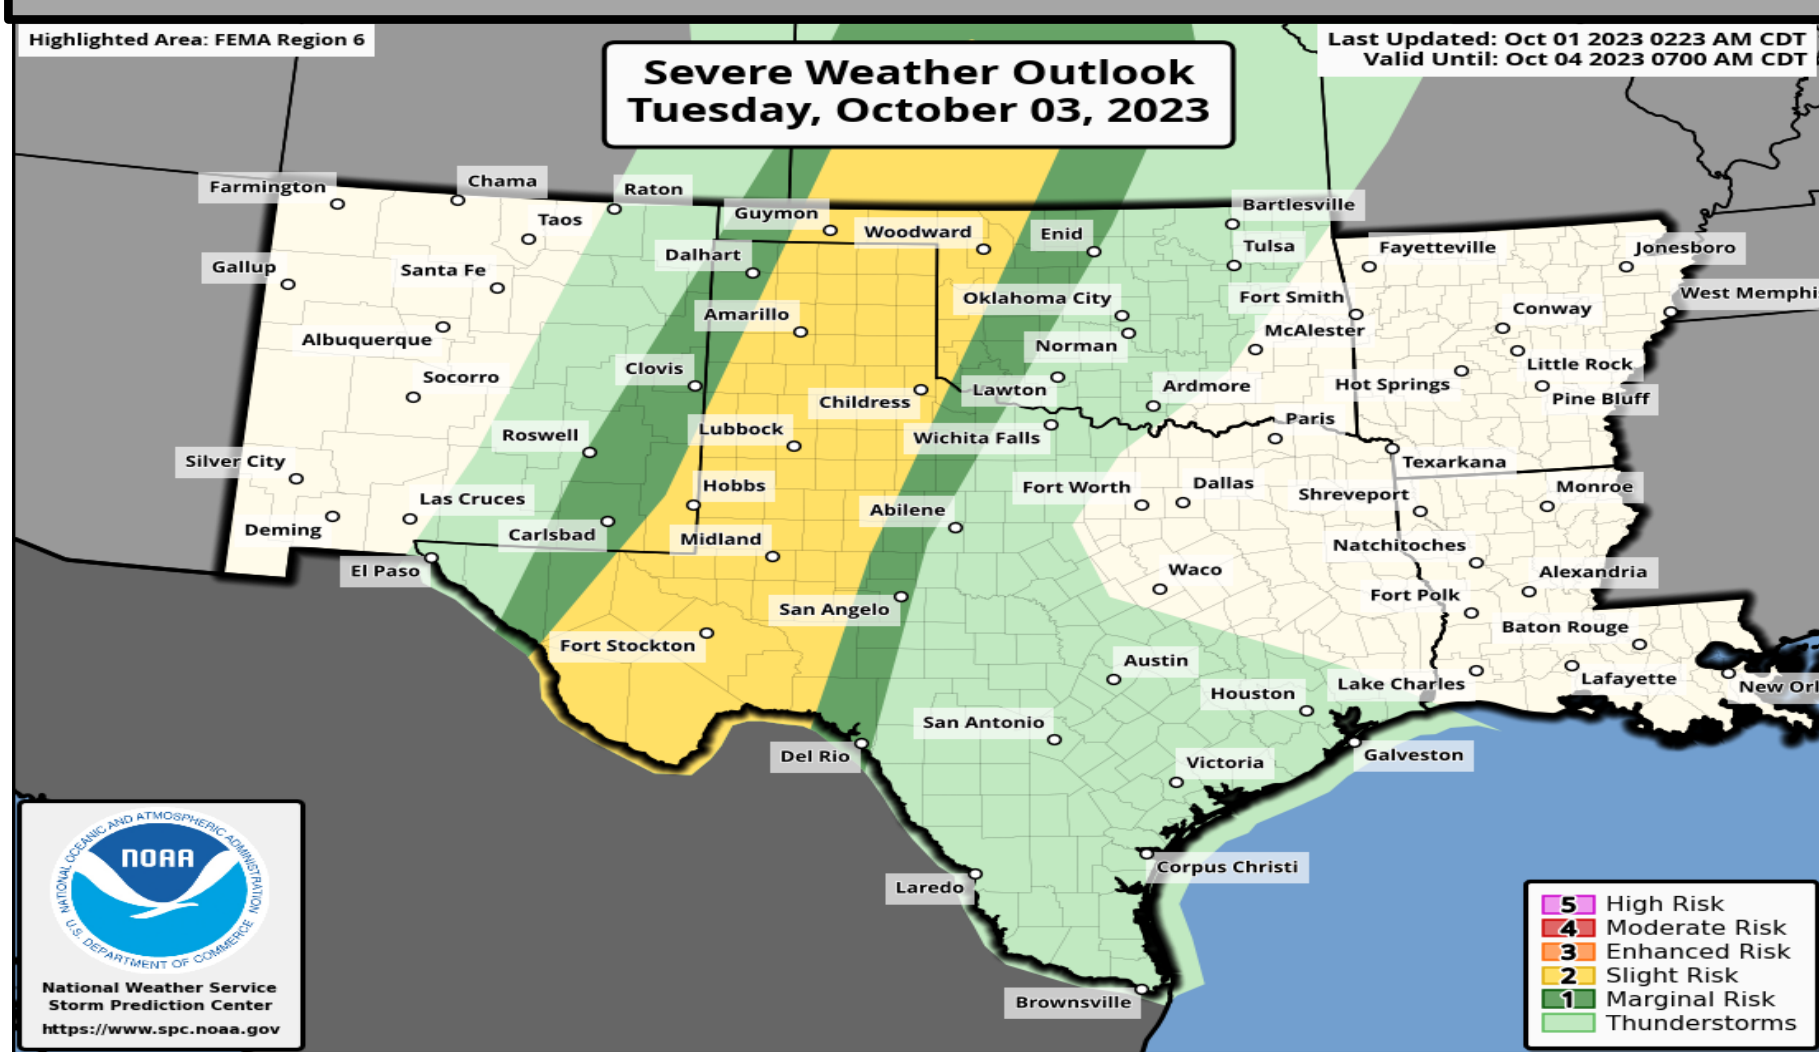 Highlighted Area: FEMA Region 6
Severe Weather Outlook
Tuesday, October 03, 2023
Last Updated: Oct 01 2023 0223 AM CDT
Valid Until: Oct 04 2023 0700 AM CDT
Farmington
Chama
Raton
Taos
Guymon
Woodward
Enid
Bartlesville
Tulsa
Fayetteville
Jonesboro
Gallup
Santa Fe
Dalhart
Oklahoma City
Fort Smith
West Memphi
Amarillo
Conway
Albuquerque
Norman
McAlester
Little Rock
Socorro
Clovis
Childress
Lawton
Ardmore
Hot Springs
Pine Bluff
Roswell
Lubbock
Wichita Falls
Paris
Texarkana
Silver City
Las Cruces
Hobbs
Fort Worth
Dallas
Shreveport
Monroe
Deming
Carlsbad
Midland
Abilene
Natchitoches
El Paso
Waco
Alexandria
San Angelo
Fort Polk
Fort Stockton
Baton Rouge
Austin
Houston
Lake Charles
Lafayette
New Orl
San Antonio
Del Rio
Victoria
Galveston
Laredo
Corpus Christi
Brownsville
NATIONAL OCEANIC AND ATMOSPHERIC ADMINISTRATION
NOAA
U.S. DEPARTMENT OF COMMERCE
National Weather Service
Storm Prediction Center
https://www.spc.noaa.gov
5 High Risk
4 Moderate Risk
3 Enhanced Risk
2 Slight Risk
1 Marginal Risk
Thunderstorms